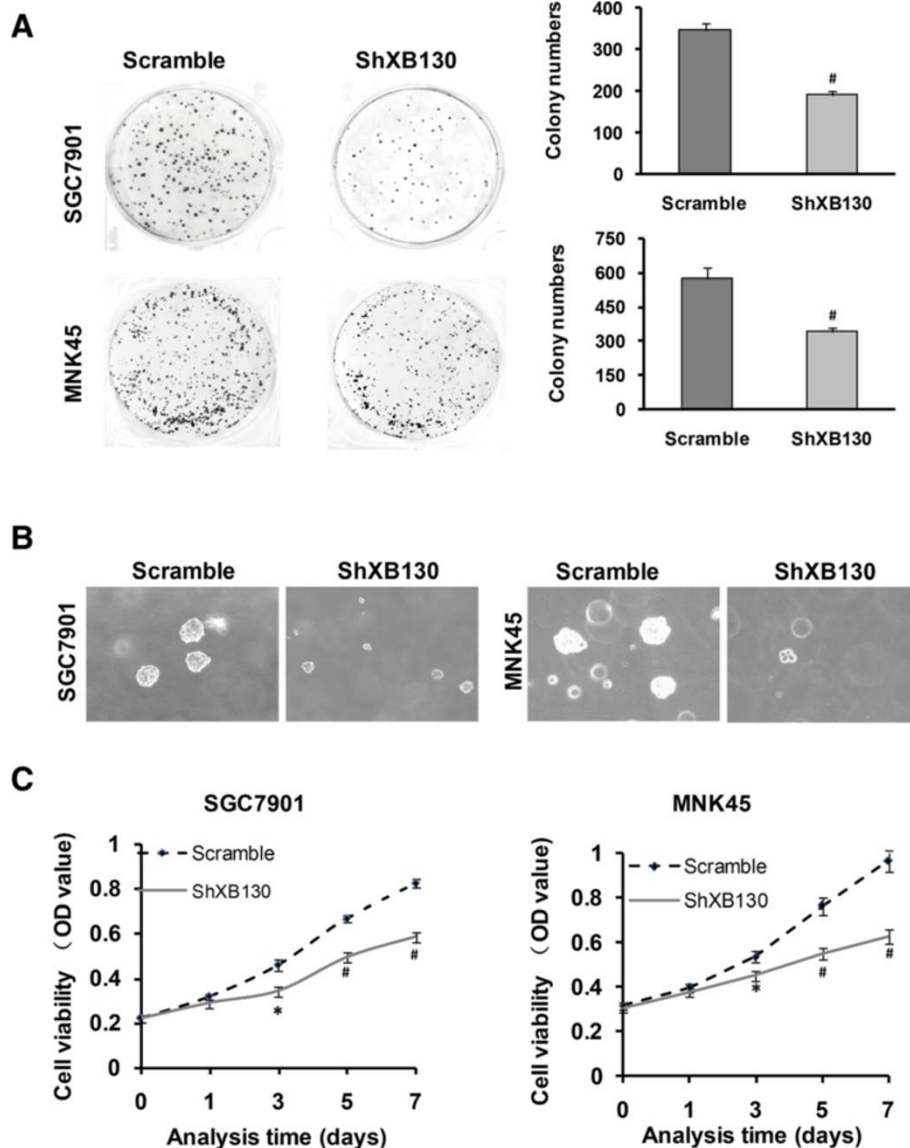 A
Scramble ShXB130
SGC7901
MNK45
Colony numbers
400
300
200
100
0
#
Scramble ShXB130
Colony numbers
750
600
450
300
150
0
#
Scramble ShXB130
B
Scramble ShXB130 Scramble ShXB130
SGC7901
MNK45
C
SGC7901
Cell viability （OD value)
1
0.8
0.6
0.4
0.2
0
Scramble
ShXB130
*
#
#
0 1 3 5 7
Analysis time (days)
MNK45
Cell viability （OD value)
1
0.8
0.6
0.4
0.2
0
Scramble
ShXB130
*
#
#
0 1 3 5 7
Analysis time (days)